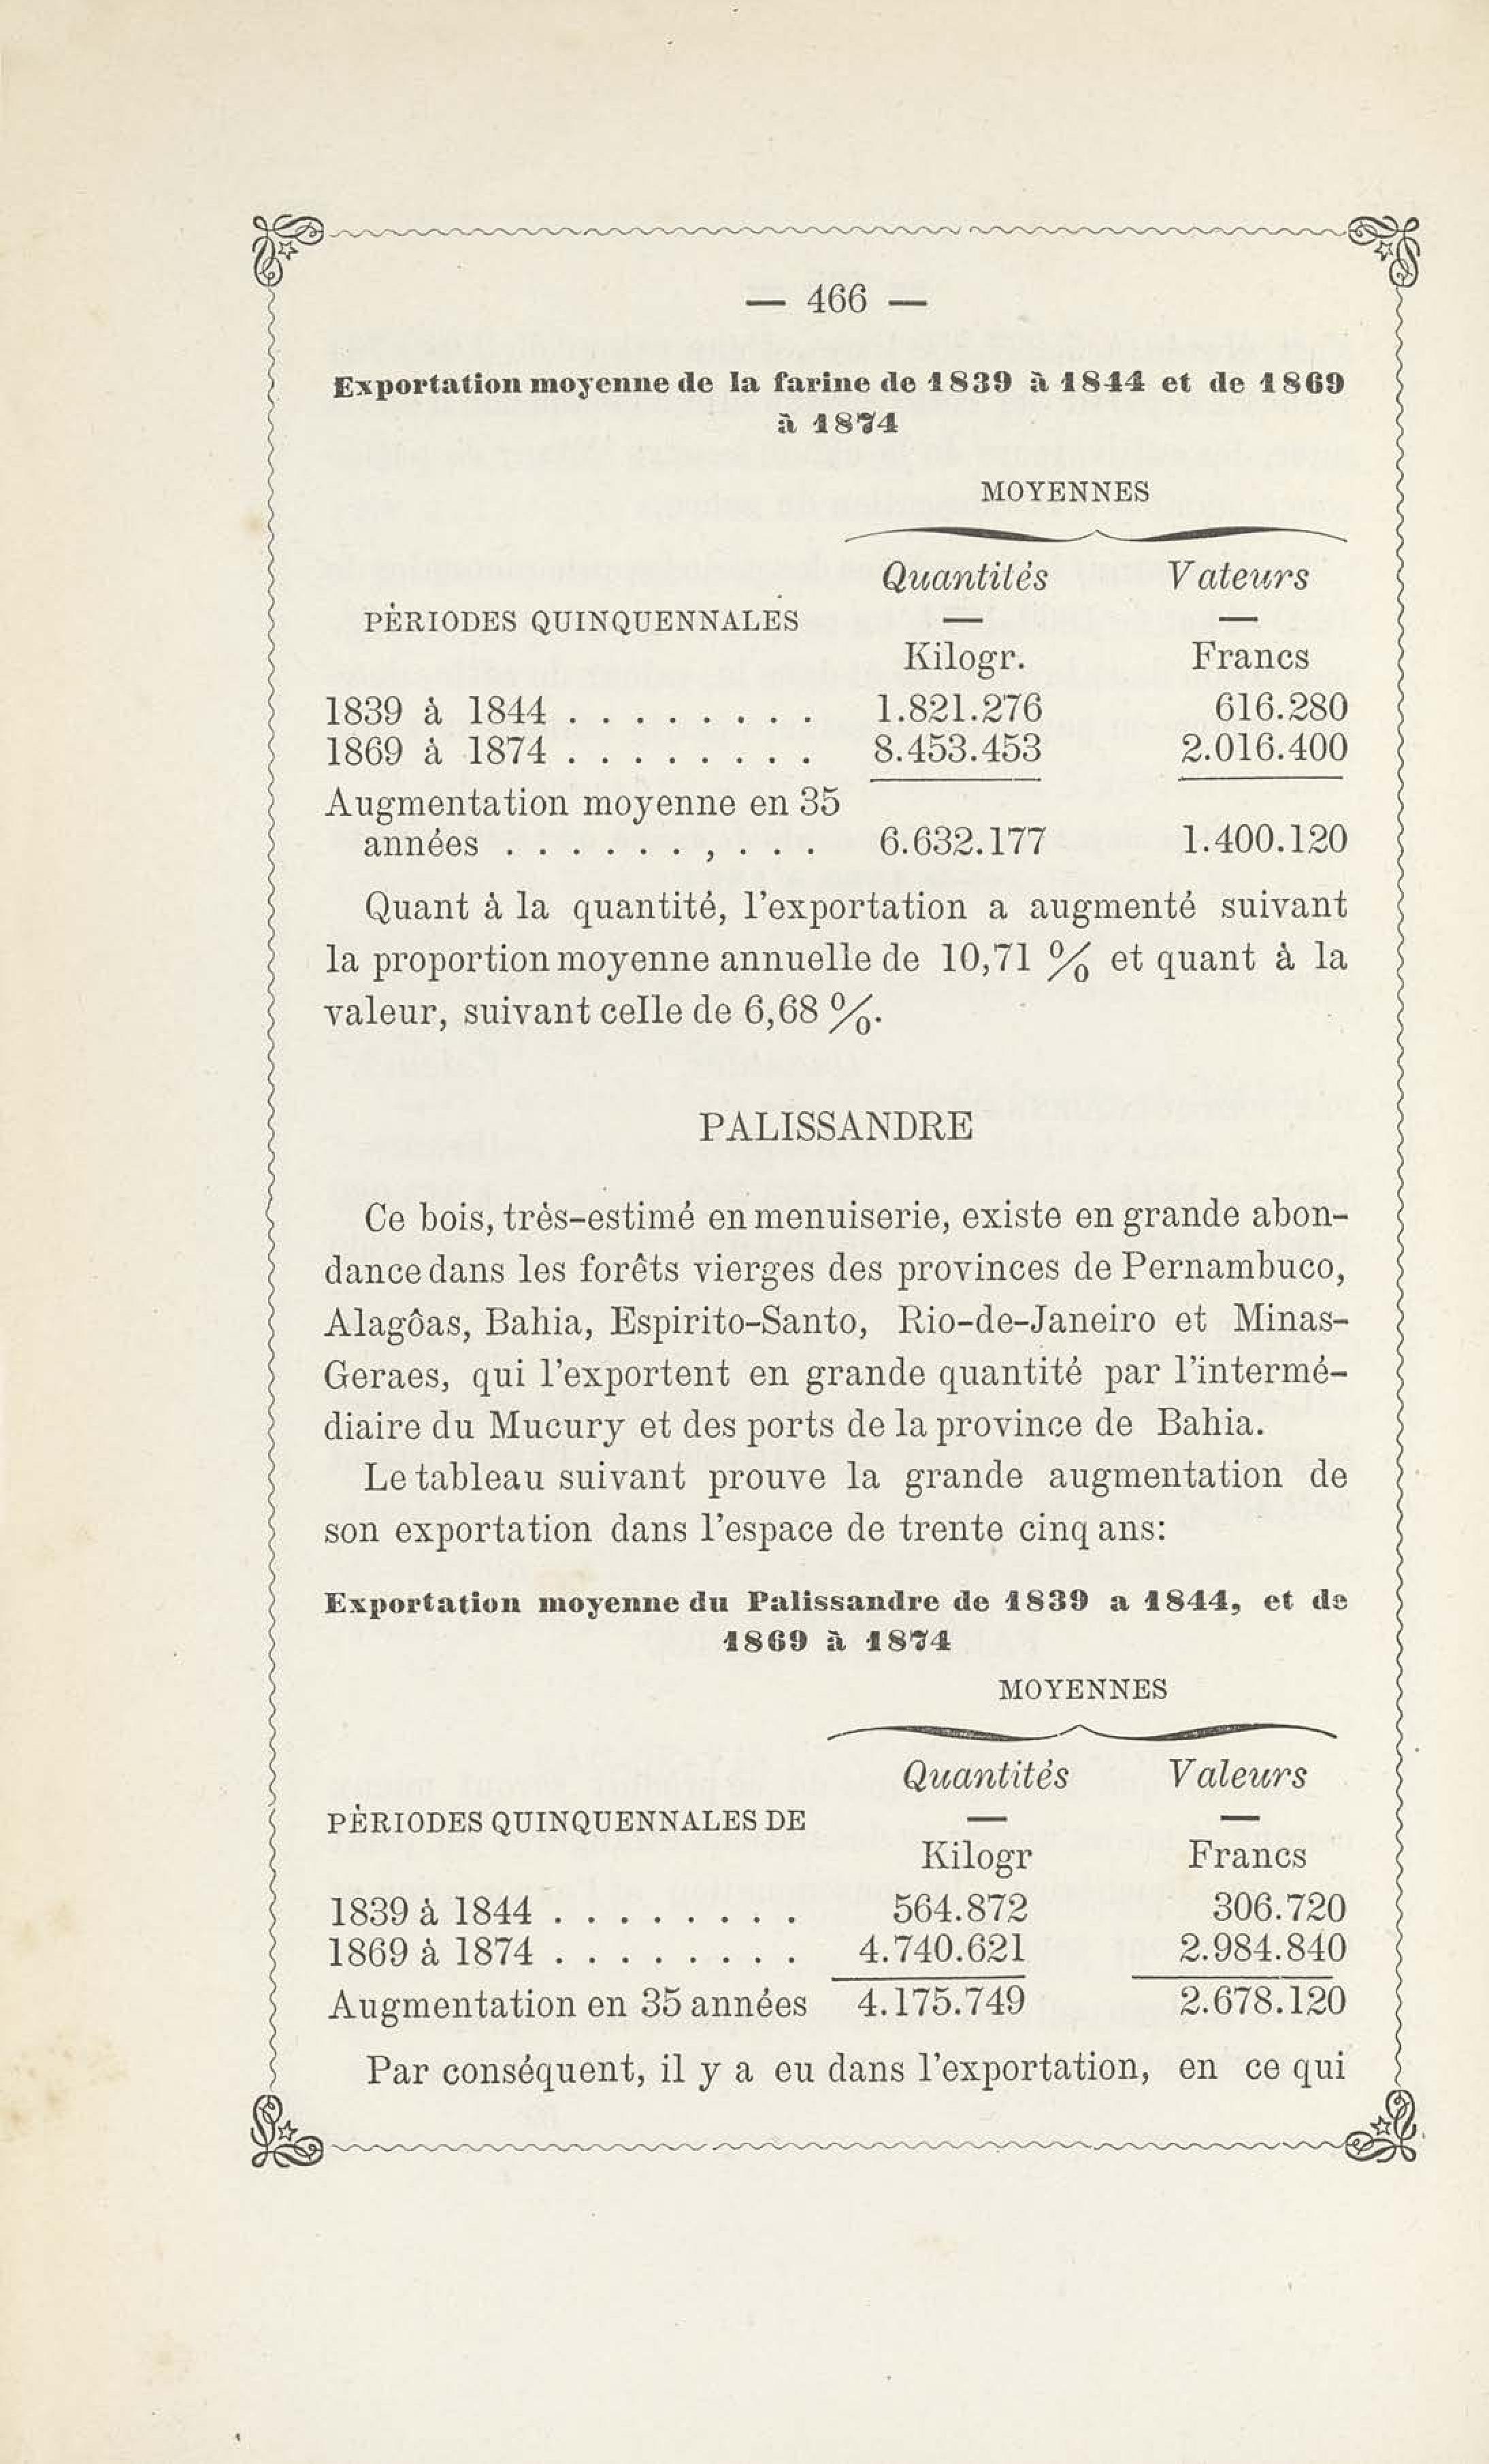 — 466 —
Exportation moyenne de la farine de 1839 à 1844 et de 1869
à 1874
MOYENNES
Quantités Vateurs
PÈRIODES QUINQUENNALES — —
Kilogr. Francs
1839 à 1844 . . . . . . . . 1.821.276 616.280
1869 à 1874 . . . . . . . . 8.453.453 2.016.400
Augmentation moyenne en 35
années . . . . . . , . . . 6.632.177 1.400.120
Quant à la quantité, l'exportation a augmenté suivant
la proportion moyenne annuelle de 10,71 % et quant à la
valeur, suivant celle de 6,68 %.
PALISSANDRE
Ce bois, très-estimé en menuiserie, existe en grande abon-
dance dans les forêts vierges des provinces de Pernambuco,
Alagôas, Bahia, Espirito-Santo, Rio-de-Janeiro et Minas-
Geraes, qui l'exportent en grande quantité par l'intermé-
diaire du Mucury et des ports de la province de Bahia.
Le tableau suivant prouve la grande augmentation de
son exportation dans l'espace de trente cinq ans:
Exportation moyenne du Palissandre de 1839 a 1844, et de
1869 à 1874
MOYENNES
Quantités Valeurs
PÈRIODES QUINQUENNALES DE — —
Kilogr Francs
1839 à 1844 . . . . . . . . 564.872 306.720
1869 à 1874 . . . . . . . . 4.740.621 2.984.840
Augmentation en 35 années 4.175.749 2.678.120
Par conséquent, il y a eu dans l'exportation, en ce qui